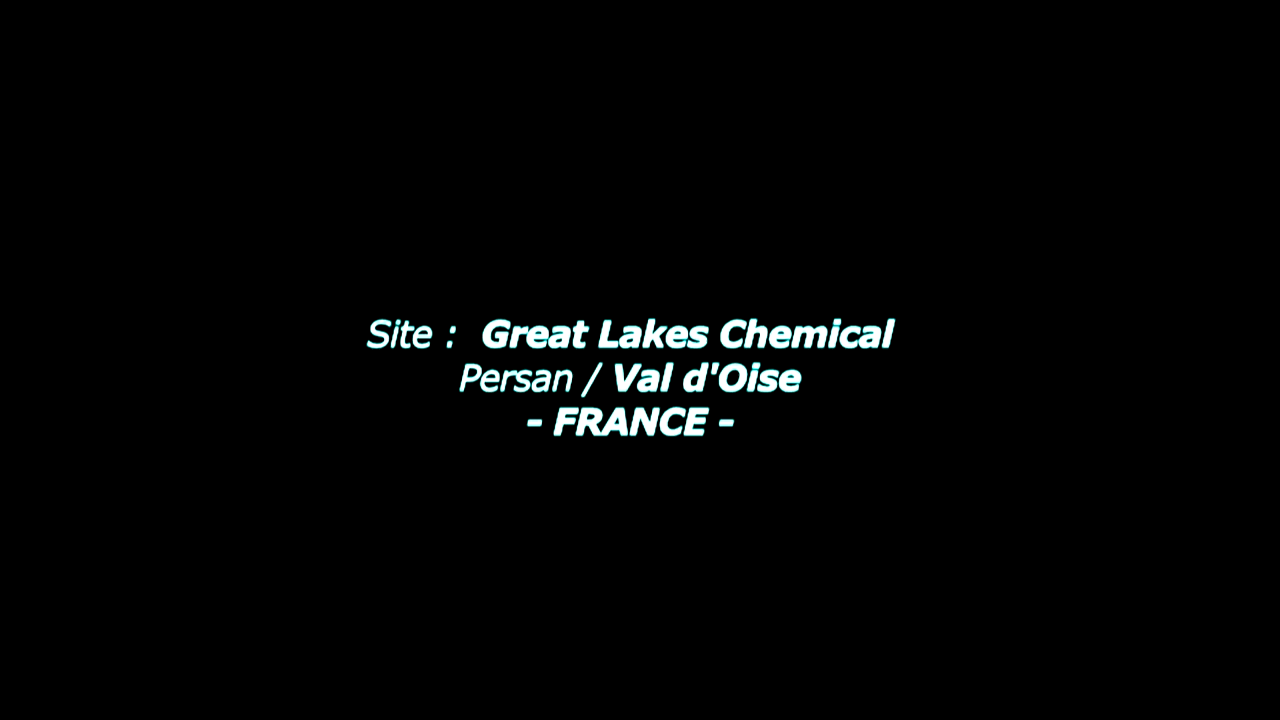 Site : Great Lakes Chemical
Persan / Val d'Oise
- FRANCE -